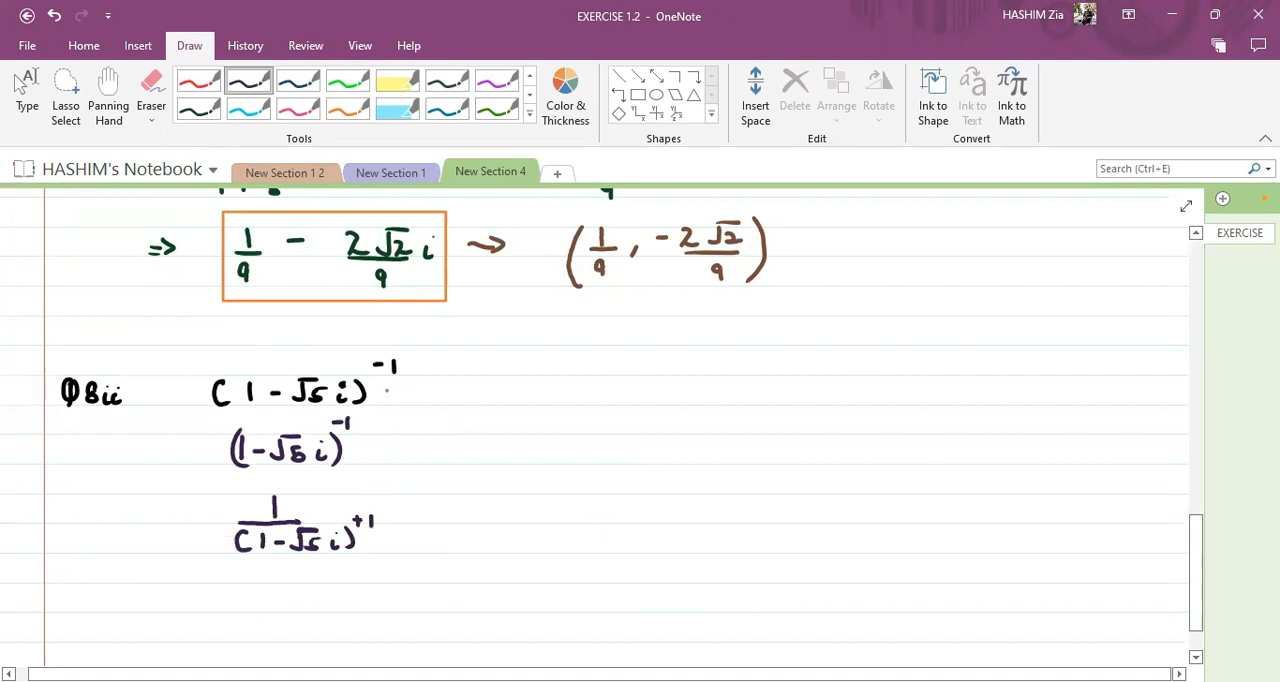 EXERCISE 1.2 - OneNote
HASHIM Zia
File Home Insert Draw History Review View Help
Type Lasso Select Panning Hand Eraser Color & Thickness Insert Space Delete Arrange Rotate Ink to Shape Ink to Text Ink to Math
Tools Shapes Edit Convert
HASHIM's Notebook New Section 1 2 New Section 1 New Section 4 Search (Ctrl+E)
EXERCISE
=> 1/9 - 2√2/9 i → (1/9, -2√2/9)
Q8ii (1-√5 i)^-1
(1-√5 i)^-1
1/(1-√5 i)^+1